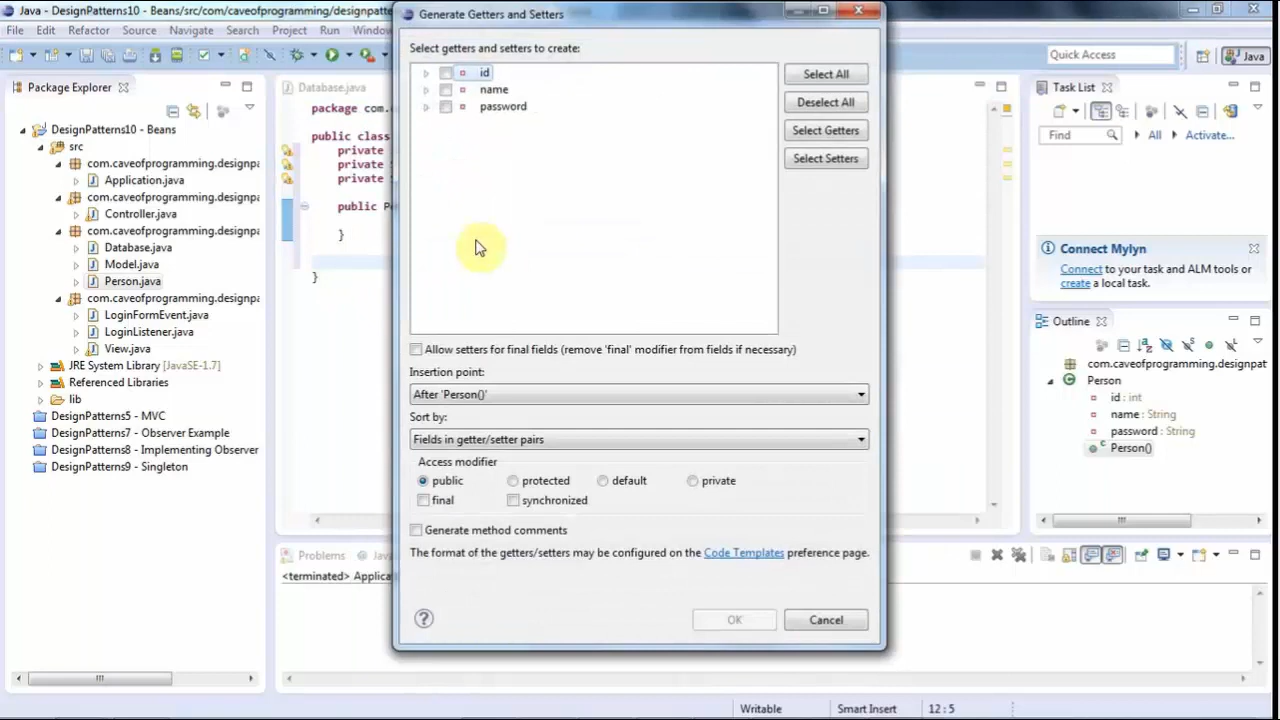 Java - DesignPatterns10 - Beans/src/com/caveofprogramming/designpatte
Generate Getters and Setters
File Edit Refactor Source Navigate Search Project Run Window
Quick Access
Java
Package Explorer
DesignPatterns10 - Beans
src
com.caveofprogramming.designpa
Application.java
com.caveofprogramming.designpa
Controller.java
com.caveofprogramming.designpa
Database.java
Model.java
Person.java
com.caveofprogramming.designpa
LoginFormEvent.java
LoginListener.java
View.java
JRE System Library [JavaSE-1.7]
Referenced Libraries
lib
DesignPatterns5 - MVC
DesignPatterns7 - Observer Example
DesignPatterns8 - Implementing Observer
DesignPatterns9 - Singleton
Database.java
package com.
public class
private
private S
private S
public Pe
}
}
Select getters and setters to create:
id
name
password
Select All
Deselect All
Select Getters
Select Setters
Allow setters for final fields (remove 'final' modifier from fields if necessary)
Insertion point:
After 'Person()'
Sort by:
Fields in getter/setter pairs
Access modifier
public protected default private
final synchronized
Generate method comments
The format of the getters/setters may be configured on the Code Templates preference page.
OK Cancel
Task List
Find All Activate...
Connect Mylyn
Connect to your task and ALM tools or
create a local task.
Outline
com.caveofprogramming.designpat
Person
id : int
name : String
password : String
Person()
Problems Jav
<terminated> Applica
Writable Smart Insert 12 : 5